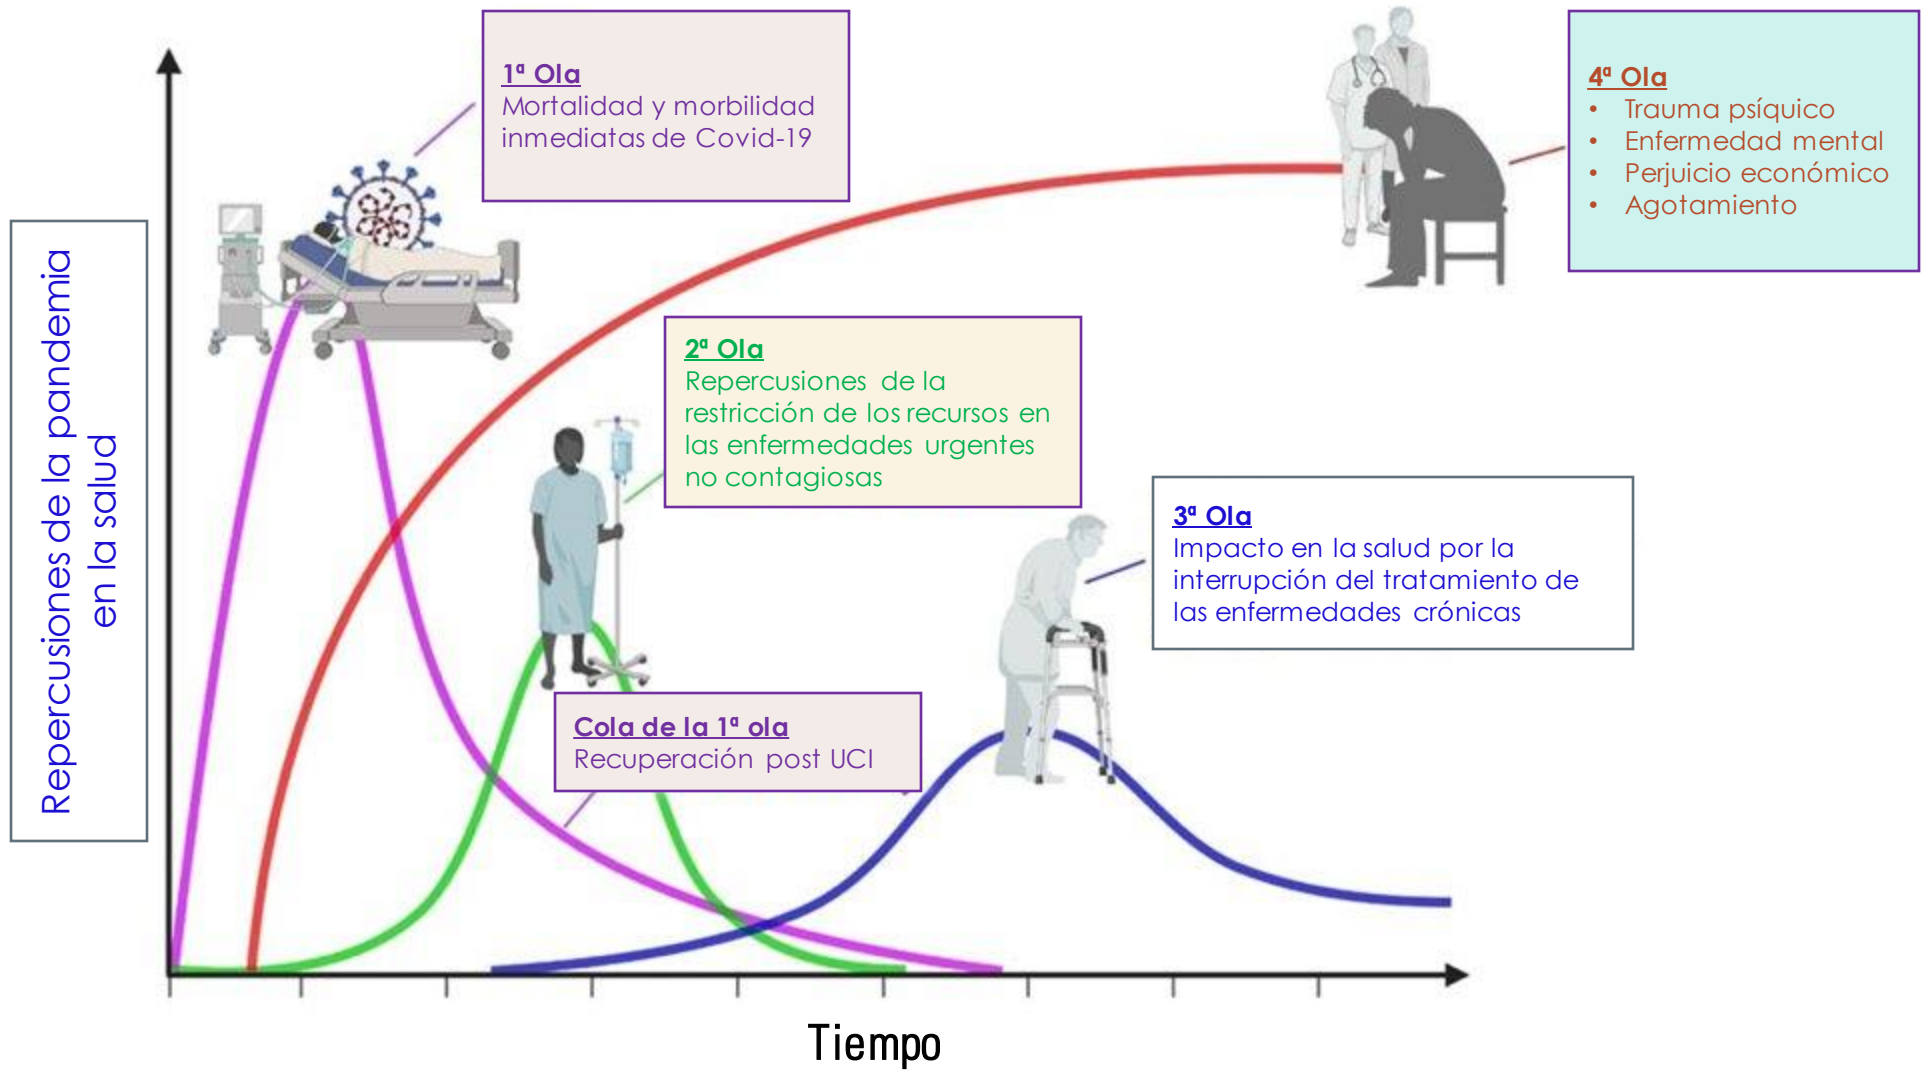 Repercusiones de la pandemia
en la salud
1ª Ola
Mortalidad y morbilidad
inmediatas de Covid-19
4ª Ola
• Trauma psíquico
• Enfermedad mental
• Perjuicio económico
• Agotamiento
2ª Ola
Repercusiones de la
restricción de los recursos en
las enfermedades urgentes
no contagiosas
3ª Ola
Impacto en la salud por la
interrupción del tratamiento de
las enfermedades crónicas
Cola de la 1ª ola
Recuperación post UCI
Tiempo